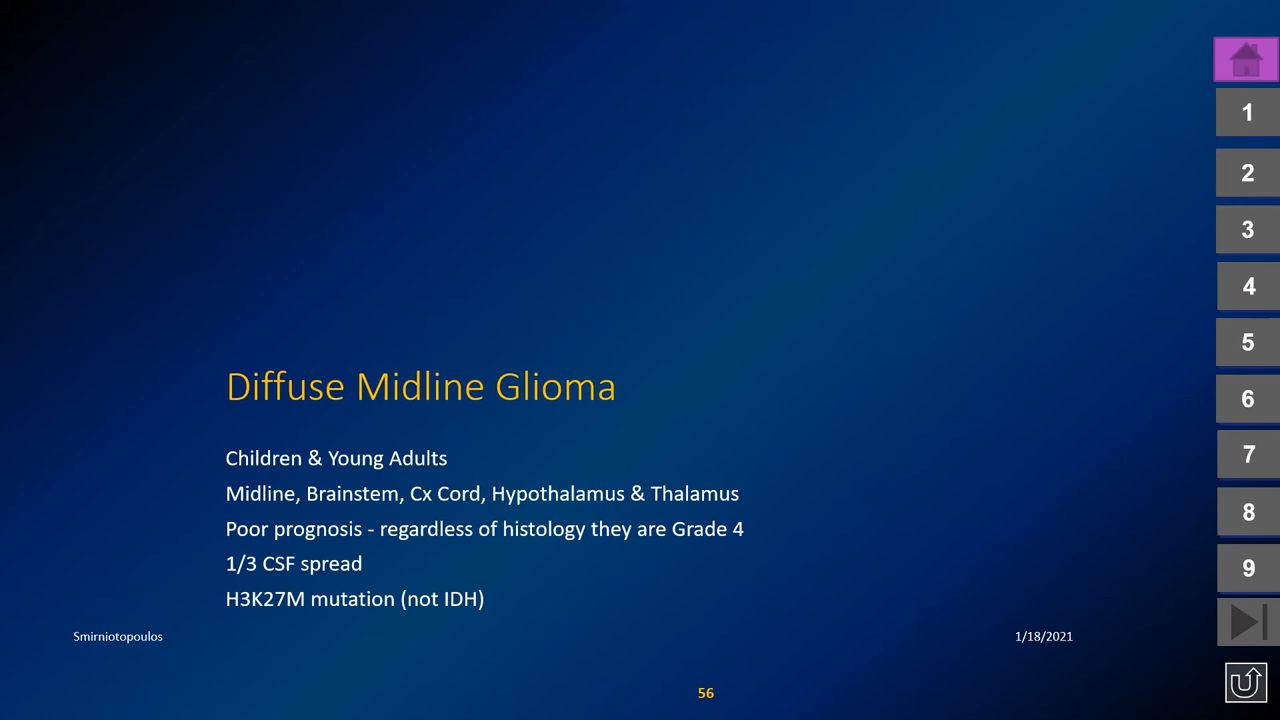 Diffuse Midline Glioma
Children & Young Adults
Midline, Brainstem, Cx Cord, Hypothalamus & Thalamus
Poor prognosis - regardless of histology they are Grade 4
1/3 CSF spread
H3K27M mutation (not IDH)
Smirniotopoulos
1/18/2021
56
1
2
3
4
5
6
7
8
9